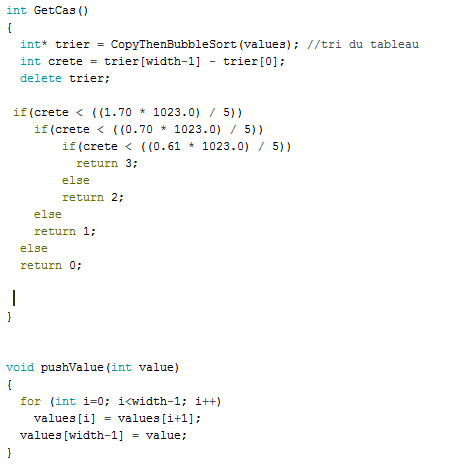 int GetCas()
{
  int* trier = CopyThenBubbleSort(values); //tri du tableau
  int crete = trier[width-1] - trier[0];
  delete trier;
 if(crete < ((1.70 * 1023.0) / 5))
    if(crete < ((0.70 * 1023.0) / 5))
        if(crete < ((0.61 * 1023.0) / 5))
          return 3;
        else
        return 2;
    else
    return 1;
  else
  return 0;
}
void pushValue(int value)
{
  for (int i=0; i<width-1; i++)
    values[i] = values[i+1];
  values[width-1] = value;
}